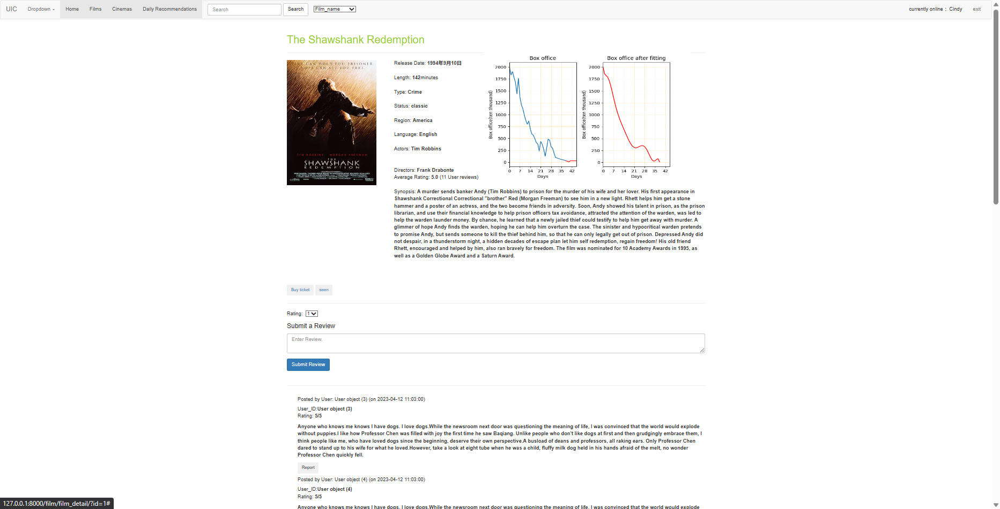 UIC Dropdown Home Films Cinemas Daily Recommendations Search Search Film_name currently online： Cindy exit
The Shawshank Redemption
FEAR CAN HOLD YOU PRISONER.
HOPE CAN SET YOU FREE.
TIM ROBBINS MORGAN FREEMAN
THE
SHAWSHANK
REDEMPTION
Release Date: 1994年9月10日
Length: 142minutes
Type: Crime
Status: classic
Region: America
Language: English
Actors: Tim Robbins
Directors: Frank Drabonte
Average Rating: 5.0 (11 User reviews)
Box office
Box office(ten thousand)
2000
1750
1500
1250
1000
750
500
250
0
0 7 14 21 28 35 42
Days
Box office after fitting
Box office(ten thousand)
2000
1750
1500
1250
1000
750
500
250
0
0 7 14 21 28 35 42
Days
Synopsis: A murder sends banker Andy (Tim Robbins) to prison for the murder of his wife and her lover. His first appearance in
Shawshank Correctional Correctional "brother" Red (Morgan Freeman) to see him in a new light. Rhett helps him get a stone
hammer and a poster of an actress, and the two become friends in adversity. Soon, Andy showed his talent in prison, as the prison
librarian, and use their financial knowledge to help prison officers tax avoidance, attracted the attention of the warden, was led to
help the warden launder money. By chance, he learned that a newly jailed thief could testify to help him get away with murder. A
glimmer of hope Andy finds the warden, hoping he can help him overturn the case. The sinister and hypocritical warden pretends
to promise Andy, but sends someone to kill the thief behind him, so that he can only legally get out of prison. Depressed Andy did
not despair, in a thunderstorm night, a hidden decades of escape plan let him self redemption, regain freedom! His old friend
Rhett, encouraged and helped by him, also ran bravely for freedom. The film was nominated for 10 Academy Awards in 1995, as
well as a Golden Globe Award and a Saturn Award.
Buy ticket seen
Rating: 1
Submit a Review
Enter Review.
Submit Review
Posted by User: User object (3) (on 2023-04-12 11:03:00)
User_ID:User object (3)
Rating: 5/5
Anyone who knows me knows I have dogs. I love dogs.While the newsroom next door was questioning the meaning of life, I was convinced that the world would explode
without puppies.I like how Professor Chen was filled with joy the first time he saw Baqiang. Unlike people who don't like dogs at first and then grudgingly embrace them, I
think people like me, who have loved dogs since the beginning, deserve their own perspective.A busload of deans and professors, all raking ears. Only Professor Chen
dared to stand up to his wife for what he loved.However, take a look at eight tube when he was a child, fluffy milk dog held in his hands afraid of the melt, no wonder
Professor Chen quickly fell.
Report
Posted by User: User object (4) (on 2023-04-12 11:03:00)
User_ID:User object (4)
Rating: 5/5
Anyone who knows me knows I have dogs. I love dogs.While the newsroom next door was questioning the meaning of life, I was convinced that the world would explode
127.0.0.1:8000/film/film_detail/?id=1#